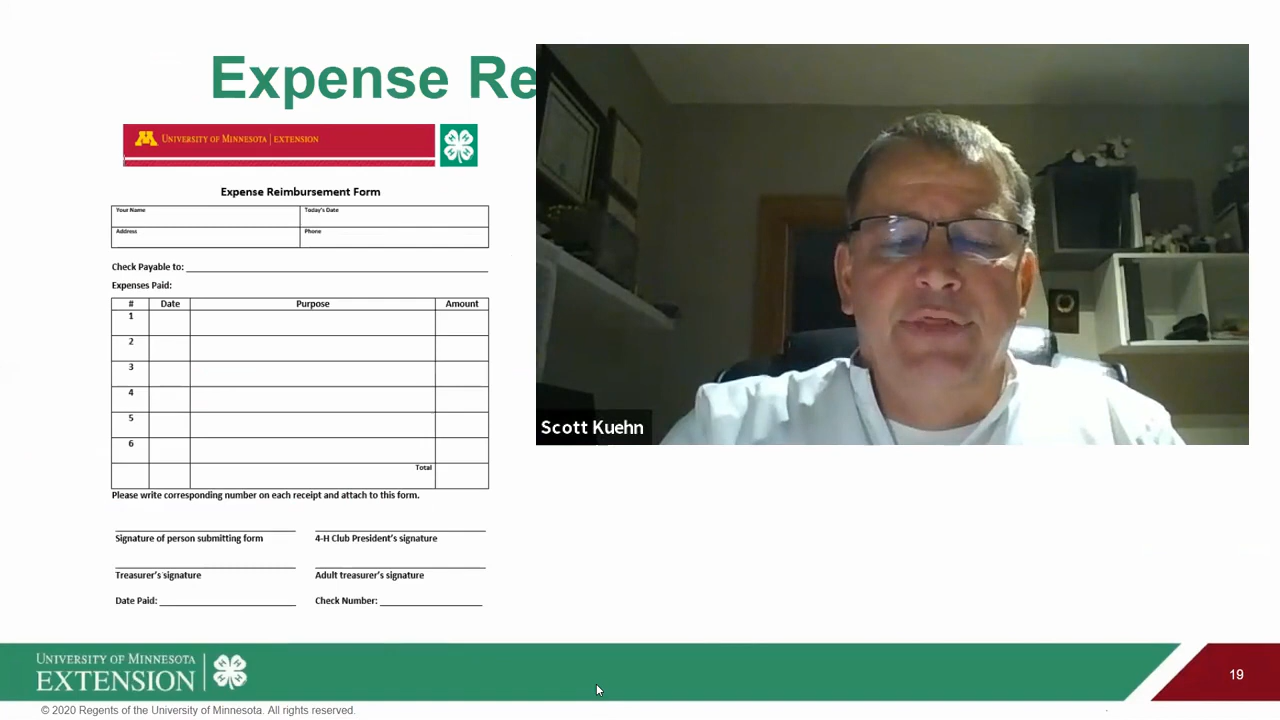 Expense Re
UNIVERSITY OF MINNESOTA | EXTENSION
Expense Reimbursement Form
Your Name Today's Date
Address Phone
Check Payable to:
Expenses Paid:
# Date Purpose Amount
1
2
3
4
5
6
Total
Please write corresponding number on each receipt and attach to this form.
Signature of person submitting form 4-H Club President's signature
Treasurer's signature Adult treasurer's signature
Date Paid: Check Number:
Scott Kuehn
UNIVERSITY OF MINNESOTA
EXTENSION
19
© 2020 Regents of the University of Minnesota. All rights reserved.